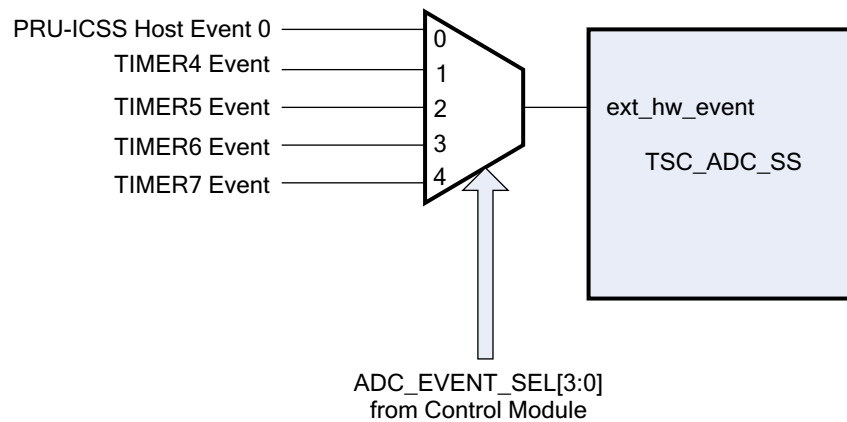 PRU-ICSS Host Event 0
0
TIMER4 Event
1
TIMER5 Event
2
ext_hw_event
TIMER6 Event
3
TSC_ADC_SS
TIMER7 Event
4
ADC_EVENT_SEL[3:0]
from Control Module